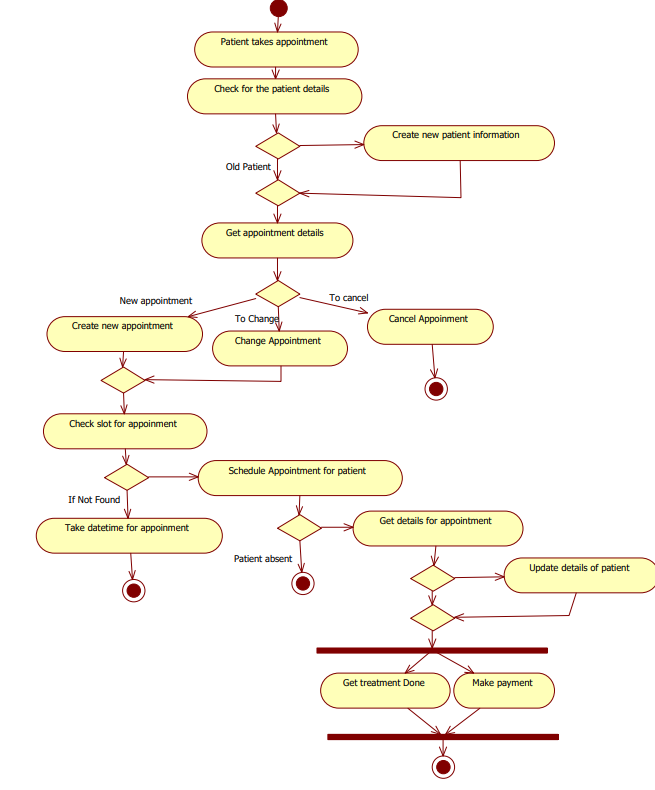 Patient takes appointment
Check for the patient details
Create new patient information
Old Patient
Get appointment details
New appointment
To cancel
To Change
Create new appointment
Change Appointment
Cancel Appoinment
Check slot for appoinment
Schedule Appointment for patient
If Not Found
Take datetime for appoinment
Get details for appointment
Patient absent
Update details of patient
Get treatment Done
Make payment